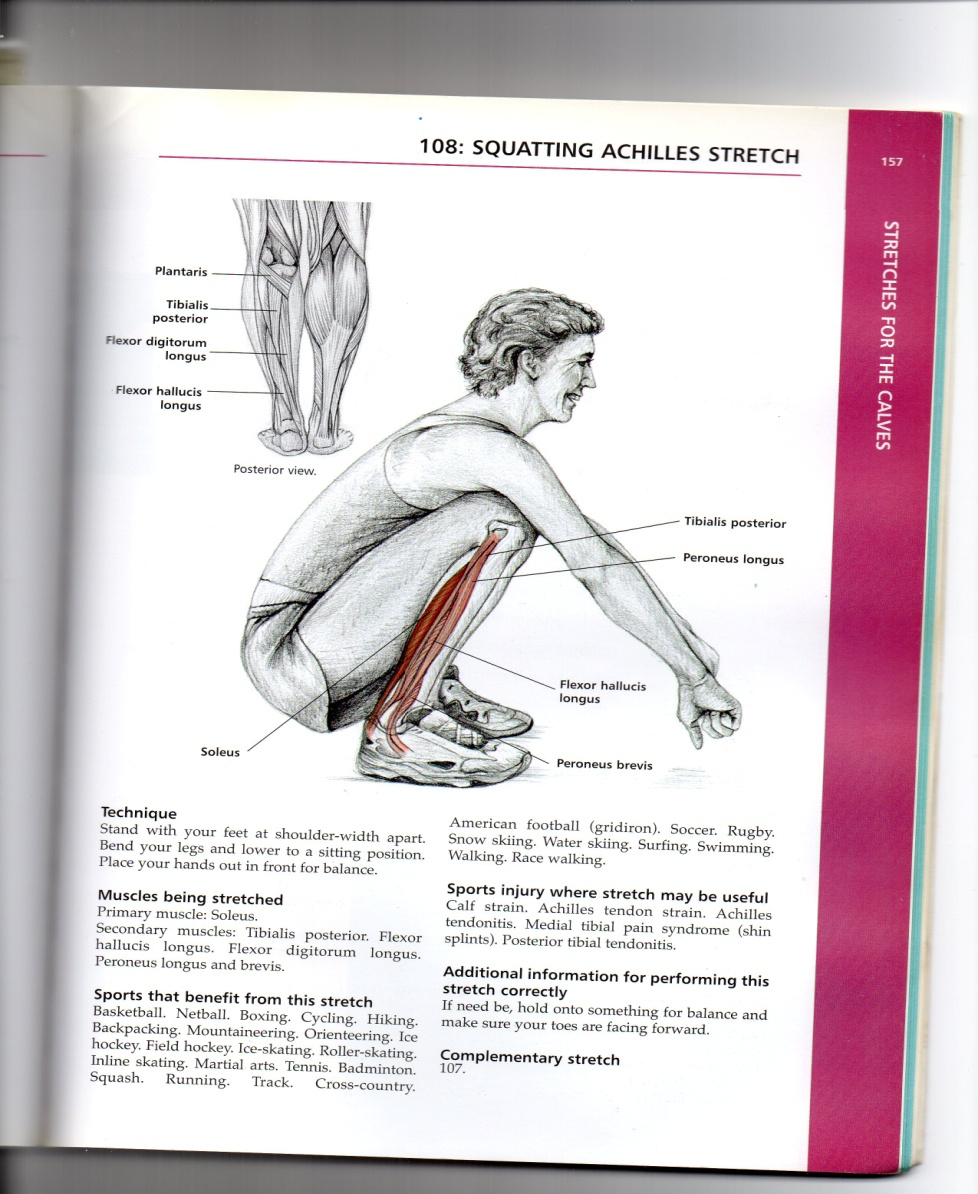 108: SQUATTING ACHILLES STRETCH
157
STRETCHES FOR THE CALVES
Plantaris
Tibialis
posterior
Flexor digitorum
longus
Flexor hallucis
longus
Posterior view.
Tibialis posterior
Peroneus longus
Flexor hallucis
longus
Soleus
Peroneus brevis
Technique
Stand with your feet at shoulder-width apart.
Bend your legs and lower to a sitting position.
Place your hands out in front for balance.
Muscles being stretched
Primary muscle: Soleus.
Secondary muscles: Tibialis posterior. Flexor
hallucis longus. Flexor digitorum longus.
Peroneus longus and brevis.
Sports that benefit from this stretch
Basketball. Netball. Boxing. Cycling. Hiking.
Backpacking. Mountaineering. Orienteering. Ice
hockey. Field hockey. Ice-skating. Roller-skating.
Inline skating. Martial arts. Tennis. Badminton.
Squash. Running. Track. Cross-country.
American football (gridiron). Soccer. Rugby.
Snow skiing. Water skiing. Surfing. Swimming.
Walking. Race walking.
Sports injury where stretch may be useful
Calf strain. Achilles tendon strain. Achilles
tendonitis. Medial tibial pain syndrome (shin
splints). Posterior tibial tendonitis.
Additional information for performing this
stretch correctly
If need be, hold onto something for balance and
make sure your toes are facing forward.
Complementary stretch
107.